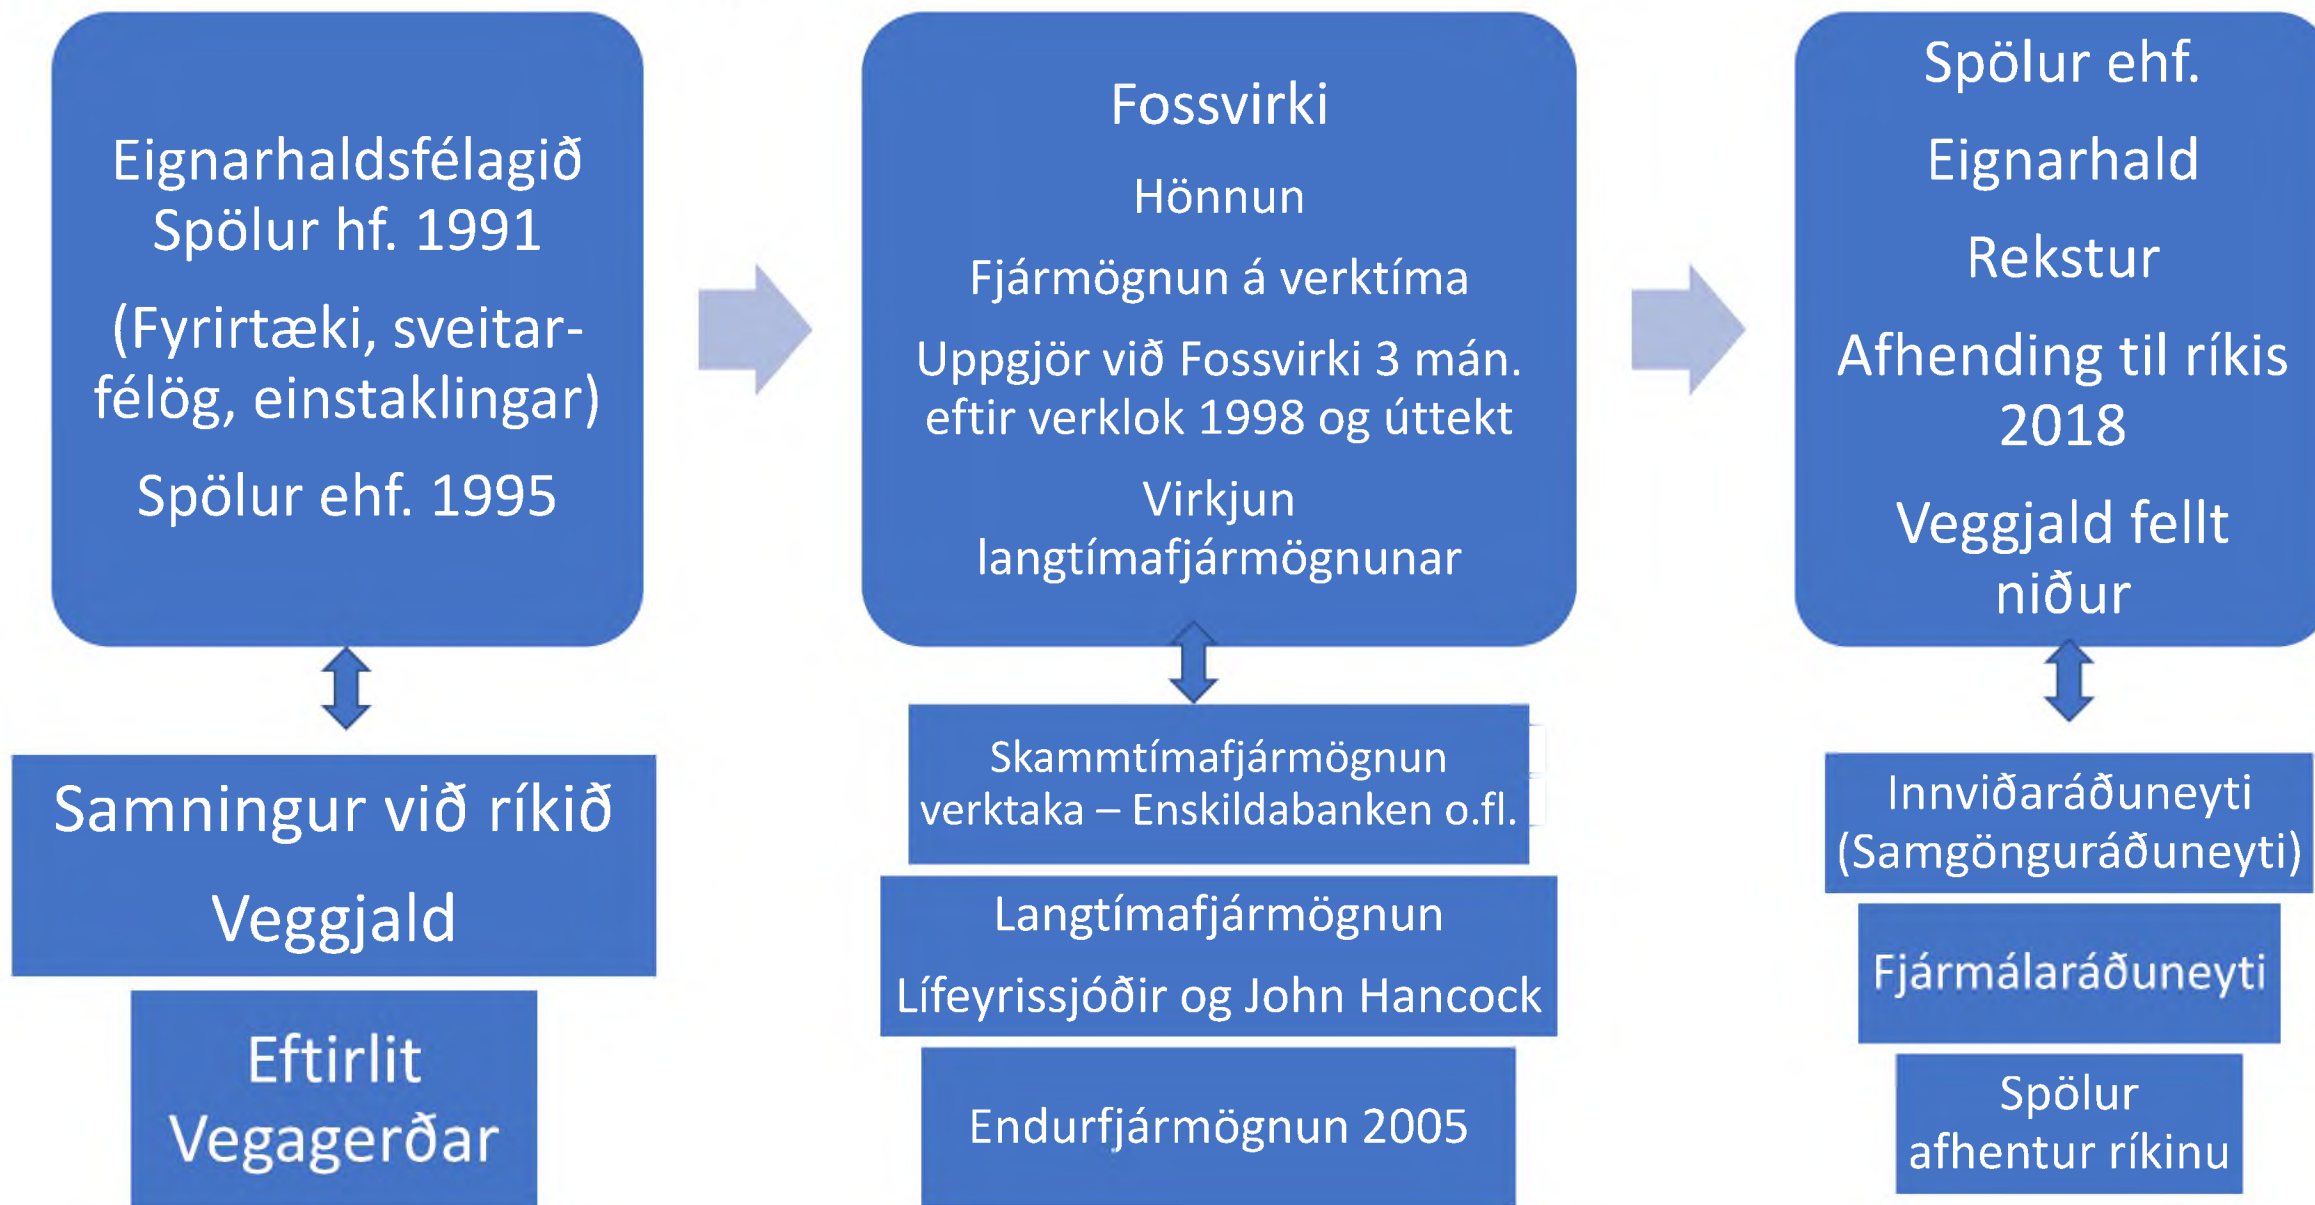 Eignarhaldsfélagið
Spölur hf. 1991
(Fyrirtæki, sveitar-
félög, einstaklingar)
Spölur ehf. 1995
Samningur við ríkið
Veggjald
Eftirlit
Vegagerðar
Fossvirki
Hönnun
Fjármögnun á verktíma
Uppgjör við Fossvirki 3 mán.
eftir verklok 1998 og úttekt
Virkjun
langtímafjármögnunar
Skammtímafjármögnun
verktaka – Enskildabanken o.fl.
Langtímafjármögnun
Lífeyrissjóðir og John Hancock
Endurfjármögnun 2005
Spölur ehf.
Eignarhald
Rekstur
Afhending til ríkis
2018
Veggjald fellt
niður
Innviðaráðuneyti
(Samgönguráðuneyti)
Fjármálaráðuneyti
Spölur
afhentur ríkinu